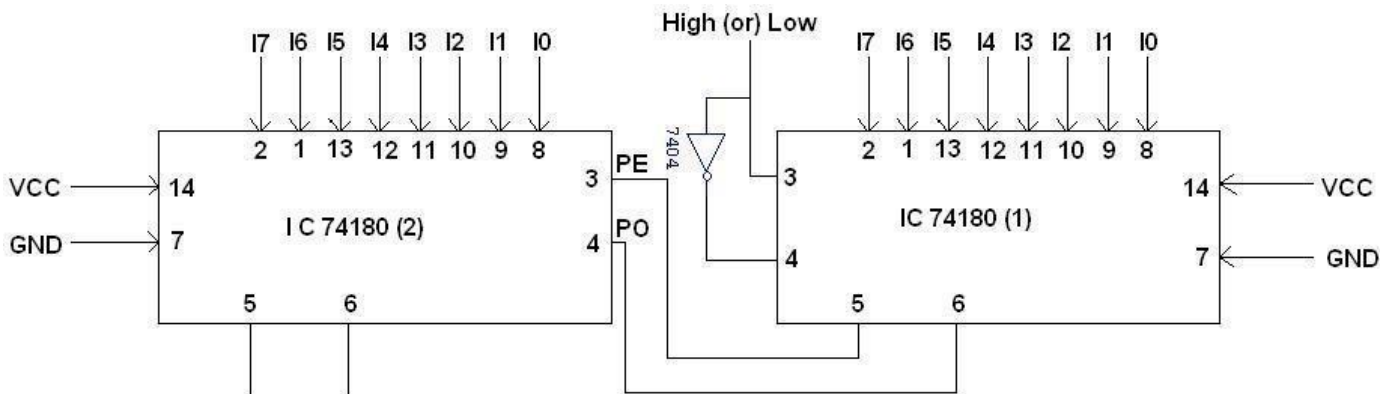 High (or) Low
I7 I6 I5 I4 I3 I2 I1 I0
I7 I6 I5 I4 I3 I2 I1 I0
2 1 13 12 11 10 9 8
7404
2 1 13 12 11 10 9 8
VCC
14
3
PE
3
14
VCC
I C 74180 (2)
IC 74180 (1)
GND
7
4
PO
4
7
GND
5 6
5 6